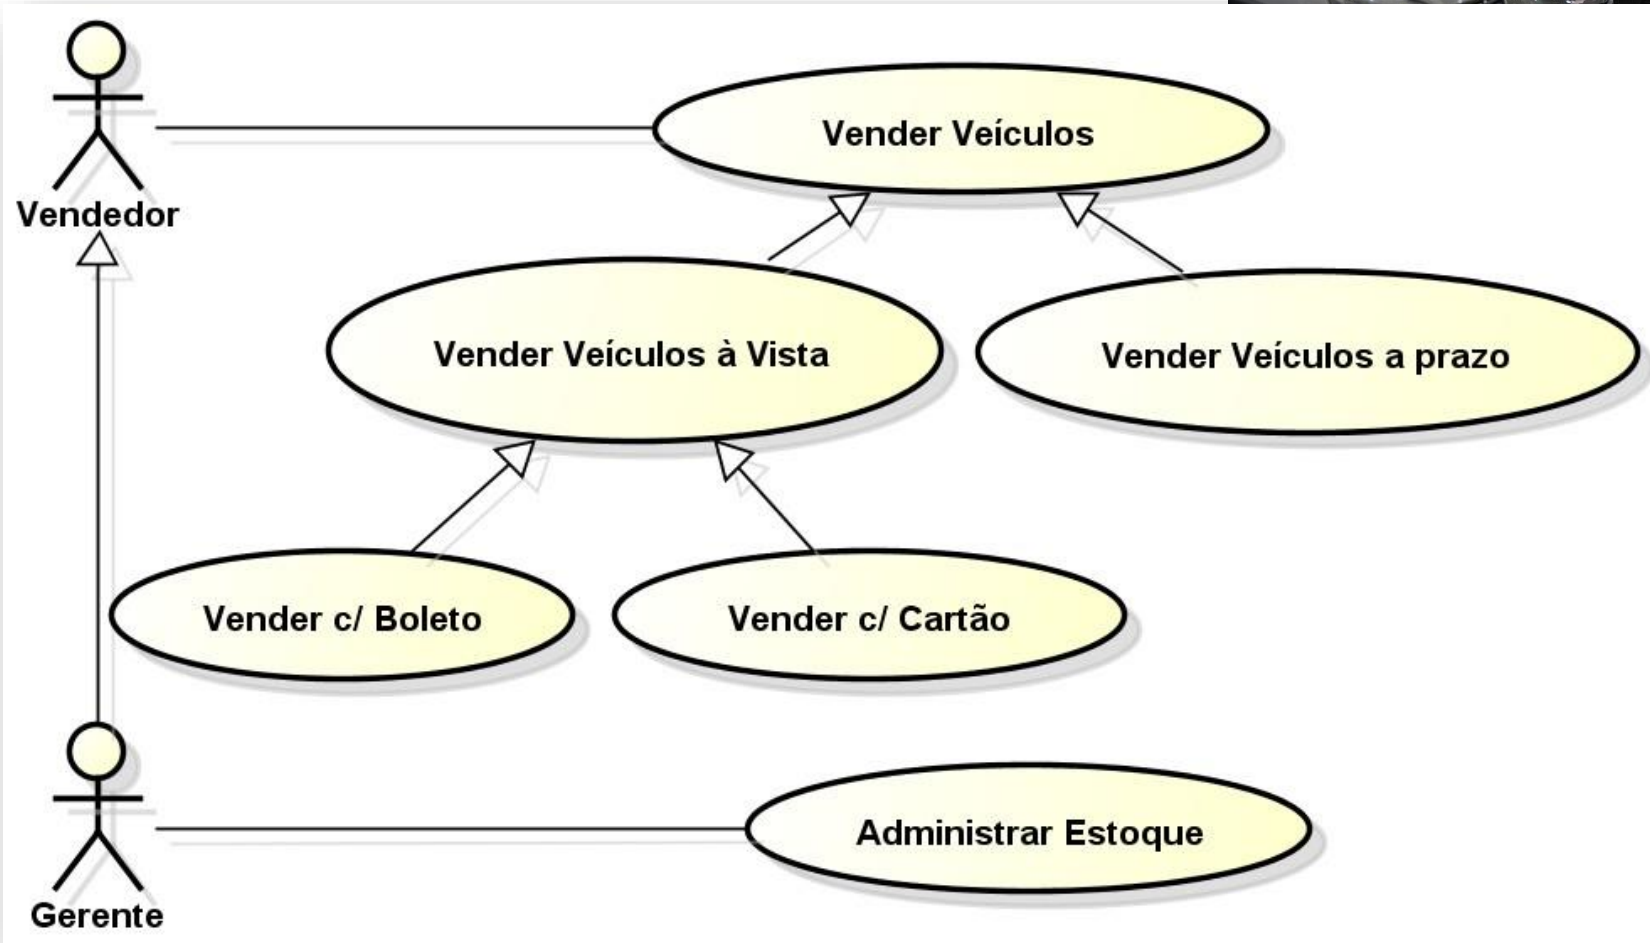 Vender Veículos
Vendedor
Vender Veículos à Vista
Vender Veículos a prazo
Vender c/ Boleto
Vender c/ Cartão
Administrar Estoque
Gerente